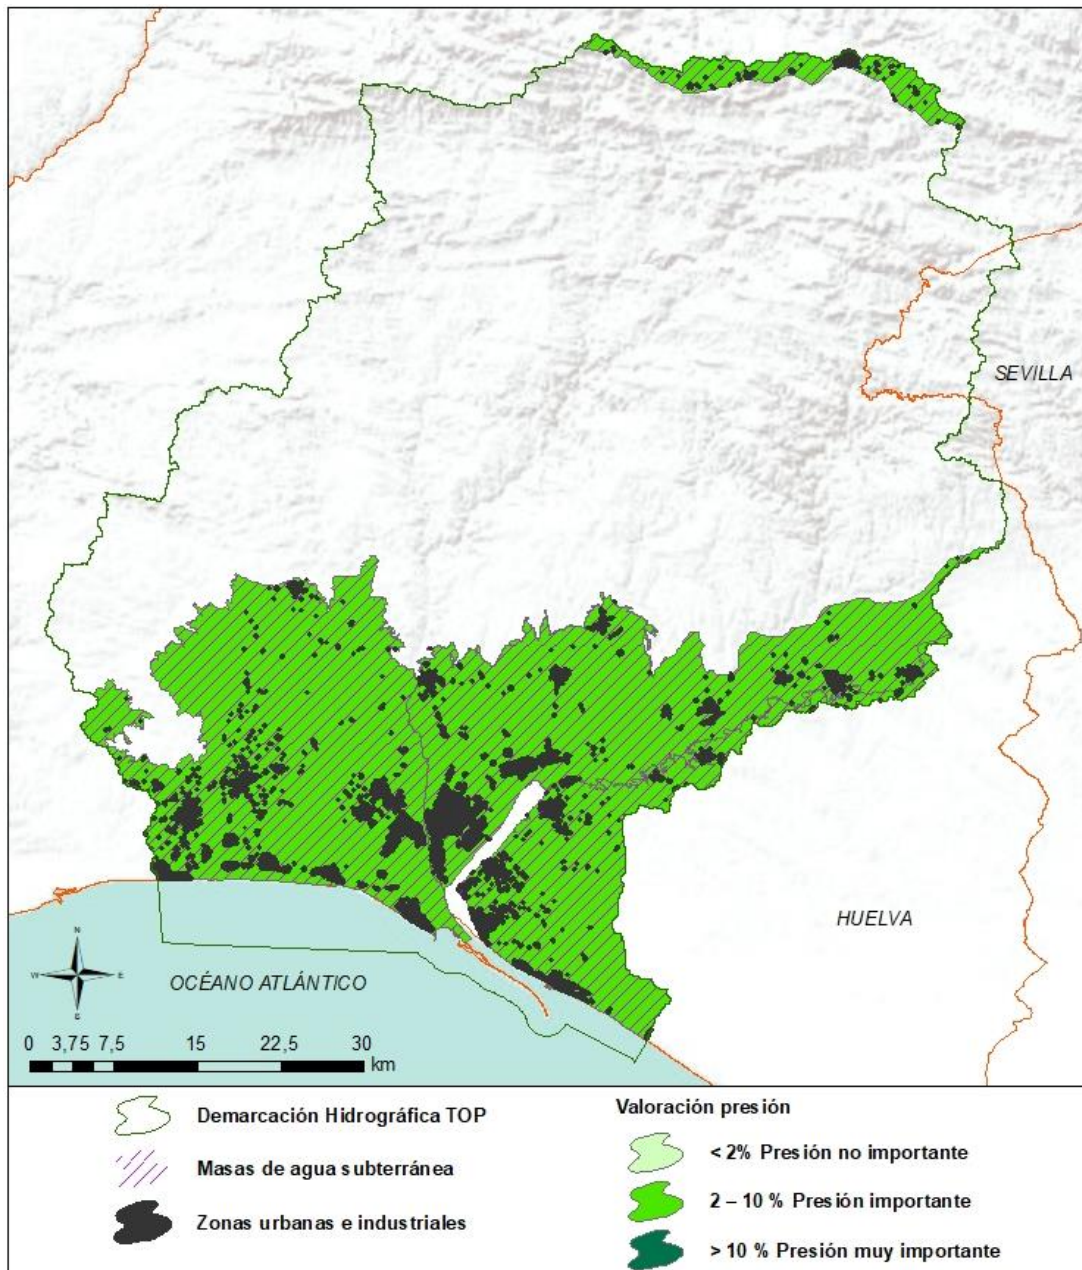 SEVILLA
HUELVA
N
W E
S
OCÉANO ATLÁNTICO
0 3,75 7,5 15 22,5 30
km
Demarcación Hidrográfica TOP
Masas de agua subterránea
Zonas urbanas e industriales
Valoración presión
< 2% Presión no importante
2 – 10 % Presión importante
> 10 % Presión muy importante